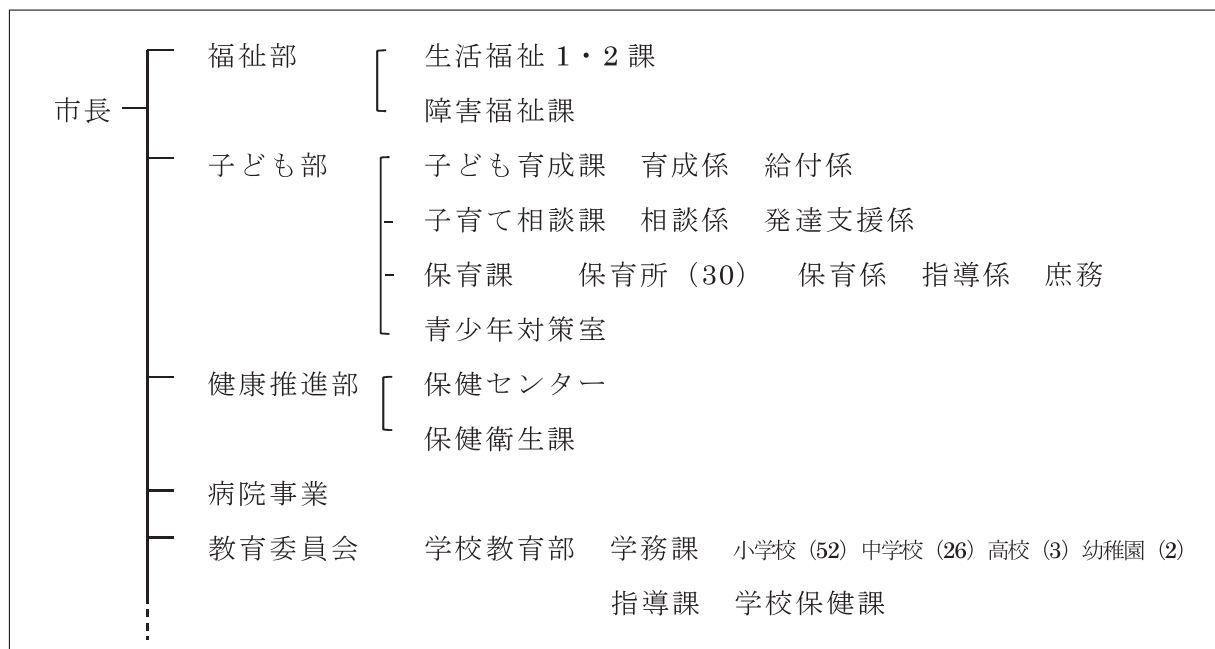 福祉部 生活福祉1・2課
市長
障害福祉課
子ども部 子ども育成課 育成係 給付係
子育て相談課 相談係 発達支援係
保育課 保育所（30） 保育係 指導係 庶務
青少年対策室
健康推進部 保健センター
保健衛生課
病院事業
教育委員会 学校教育部 学務課 小学校（52）中学校（26）高校（3）幼稚園（2）
指導課 学校保健課